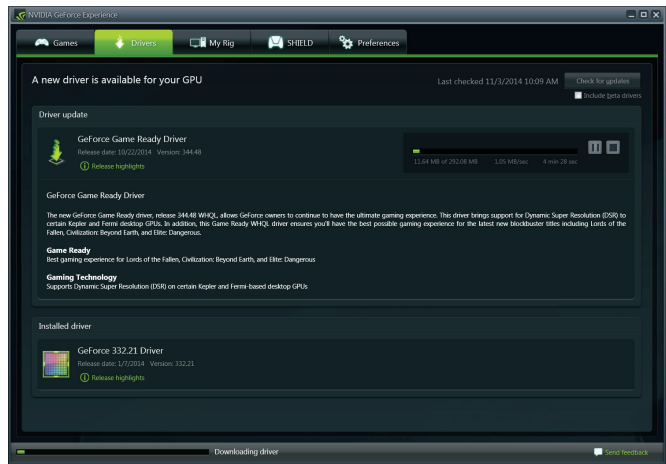 NVIDIA GeForce Experience
Games
Drivers
My Rig
SHIELD
Preferences
A new driver is available for your GPU
Last checked 11/3/2014 10:09 AM
Check for updates
Include beta drivers
Driver update
GeForce Game Ready Driver
Release date: 10/22/2014 Version: 344.48
Release highlights
11.64 MB of 292.08 MB 1.05 MB/sec 4 min 28 sec
GeForce Game Ready Driver
The new GeForce Game Ready driver, release 344.48 WHQL, allows GeForce owners to continue to have the ultimate gaming experience. This driver brings support for Dynamic Super Resolution (DSR) to
certain Kepler and Fermi desktop GPUs. In addition, this Game Ready WHQL driver ensures you'll have the best possible gaming experience for the latest new blockbuster titles including Lords of the
Fallen, Civilization: Beyond Earth, and Elite: Dangerous.
Game Ready
Best gaming experience for Lords of the Fallen, Civilization: Beyond Earth, and Elite: Dangerous
Gaming Technology
Supports Dynamic Super Resolution (DSR) on certain Kepler and Fermi-based desktop GPUs
Installed driver
GeForce 332.21 Driver
Release date: 1/7/2014 Version: 332.21
Release highlights
Downloading driver
Send feedback